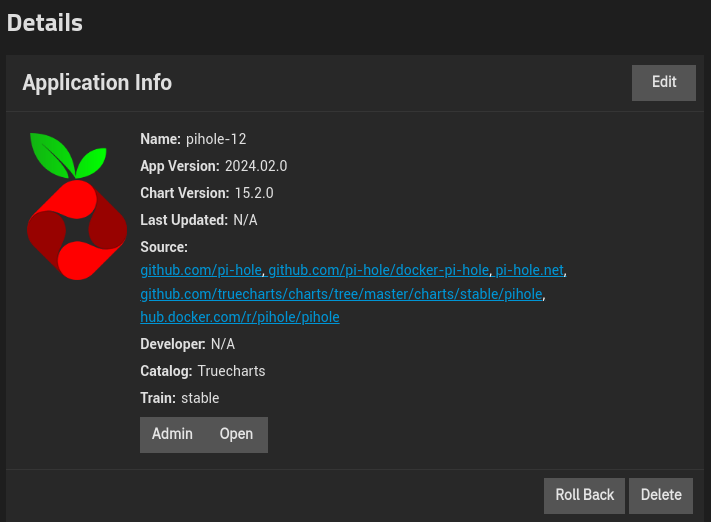 Details
Application Info
Edit
Name: pihole-12
App Version: 2024.02.0
Chart Version: 15.2.0
Last Updated: N/A
Source:
github.com/pi-hole, github.com/pi-hole/docker-pi-hole, pi-hole.net,
github.com/truecharts/charts/tree/master/charts/stable/pihole,
hub.docker.com/r/pihole/pihole
Developer: N/A
Catalog: Truecharts
Train: stable
Admin Open
Roll Back Delete